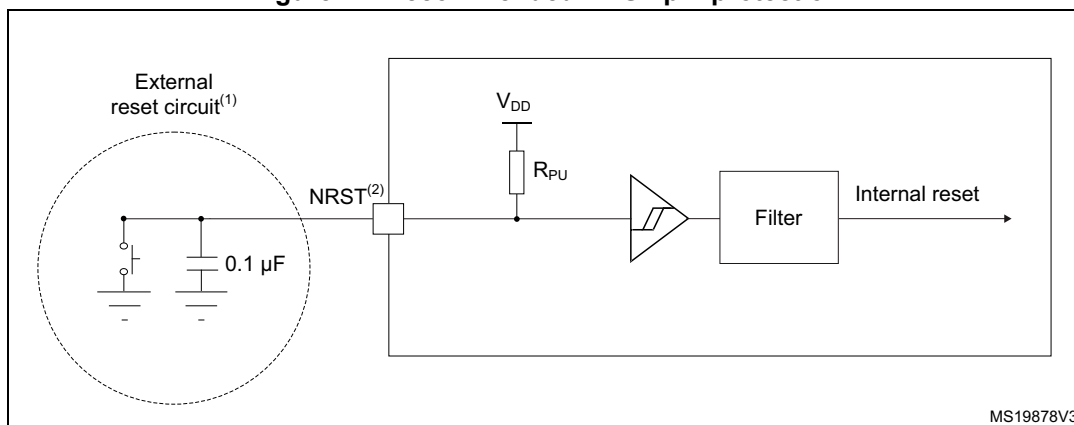 External
reset circuit(1)
VDD
RPU
NRST(2)
Filter
Internal reset
0.1 µF
MS19878V3